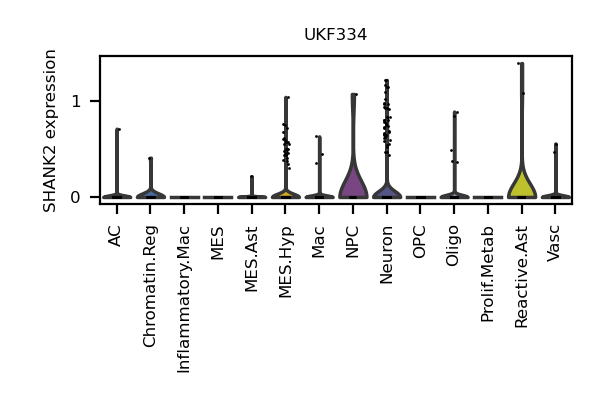 UKF334
SHANK2 expression
1
0
AC
Chromatin.Reg
Inflammatory.Mac
MES
MES.Ast
MES.Hyp
Mac
NPC
Neuron
OPC
Oligo
Prolif.Metab
Reactive.Ast
Vasc